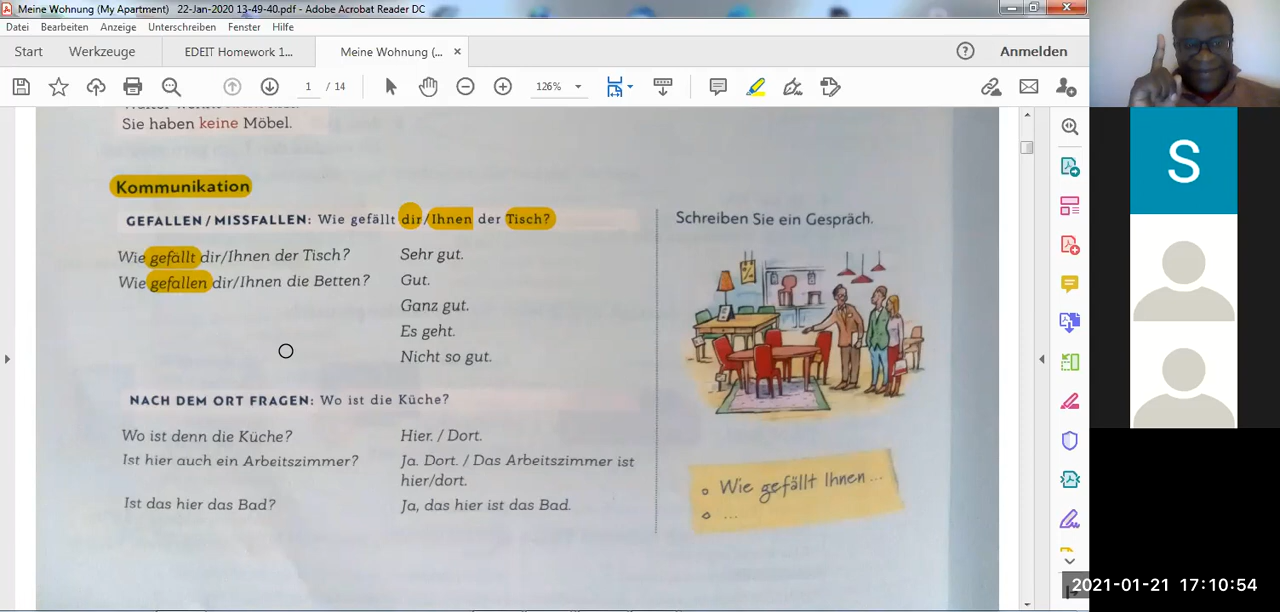 Meine Wohnung (My Apartment) 22-Jan-2020 13-49-40.pdf - Adobe Acrobat Reader DC
Datei Bearbeiten Anzeige Unterschreiben Fenster Hilfe
Start Werkzeuge EDEIT Homework 1... Meine Wohnung (... × Anmelden
1 / 14 126%
Sie haben keine Möbel.
Kommunikation
GEFALLEN / MISSFALLEN: Wie gefällt dir/Ihnen der Tisch?
Wie gefällt dir/Ihnen der Tisch? Sehr gut.
Wie gefallen dir/Ihnen die Betten? Gut.
Ganz gut.
Es geht.
Nicht so gut.
NACH DEM ORT FRAGEN: Wo ist die Küche?
Wo ist denn die Küche? Hier. / Dort.
Ist hier auch ein Arbeitszimmer? Ja. Dort. / Das Arbeitszimmer ist
hier/dort.
Ist das hier das Bad? Ja, das hier ist das Bad.
Schreiben Sie ein Gespräch.
%
Wie gefällt Ihnen ...
...
S
2021-01-21 17:10:54